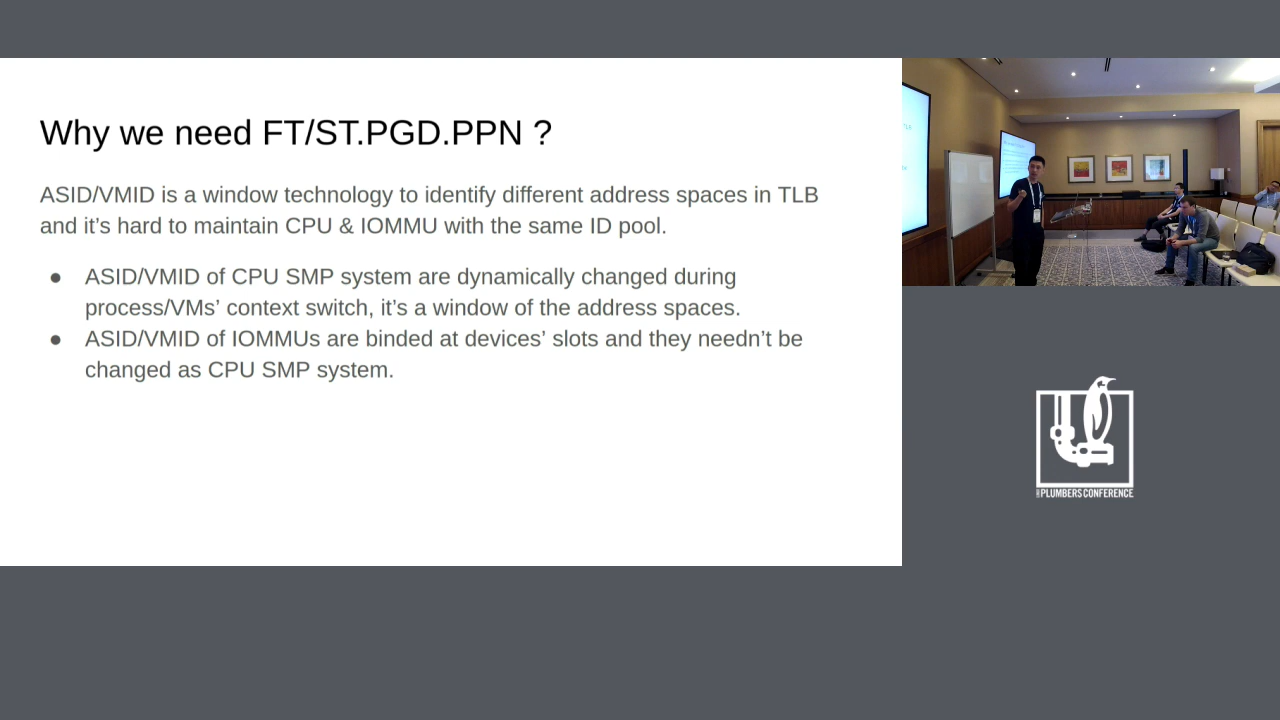 Why we need FT/ST.PGD.PPN ?
ASID/VMID is a window technology to identify different address spaces in TLB
and it’s hard to maintain CPU & IOMMU with the same ID pool.
● ASID/VMID of CPU SMP system are dynamically changed during
process/VMs’ context switch, it’s a window of the address spaces.
● ASID/VMID of IOMMUs are binded at devices’ slots and they needn’t be
changed as CPU SMP system.
PLUMBERS CONFERENCE